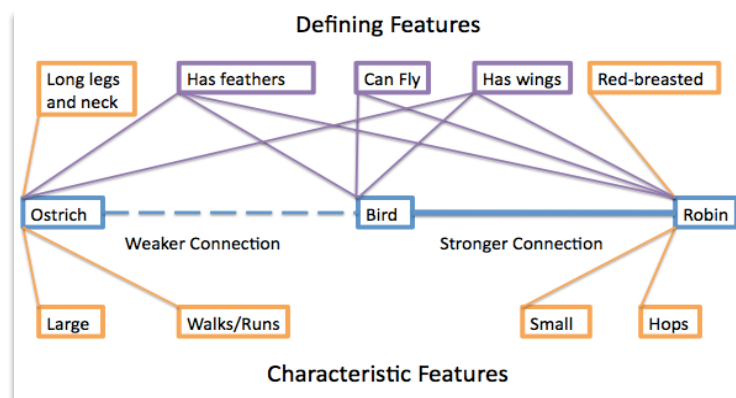 Defining Features
Long legs
and neck
Has feathers
Can Fly
Has wings
Red-breasted
Ostrich
Bird
Robin
Weaker Connection
Stronger Connection
Large
Walks/Runs
Small
Hops
Characteristic Features